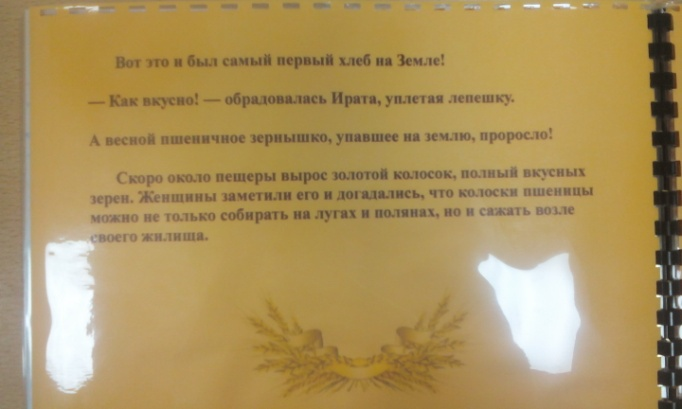 Вот это и был самый первый хлеб на Земле!
— Как вкусно! — обрадовалась Ирата, уплетая лепешку.
А весной пшеничное зернышко, упавшее на землю, проросло!
Скоро около пещеры вырос золотой колосок, полный вкусных
зерен. Женщины заметили его и догадались, что колоски пшеницы
можно не только собирать на лугах и полянах, но и сажать возле
своего жилища.